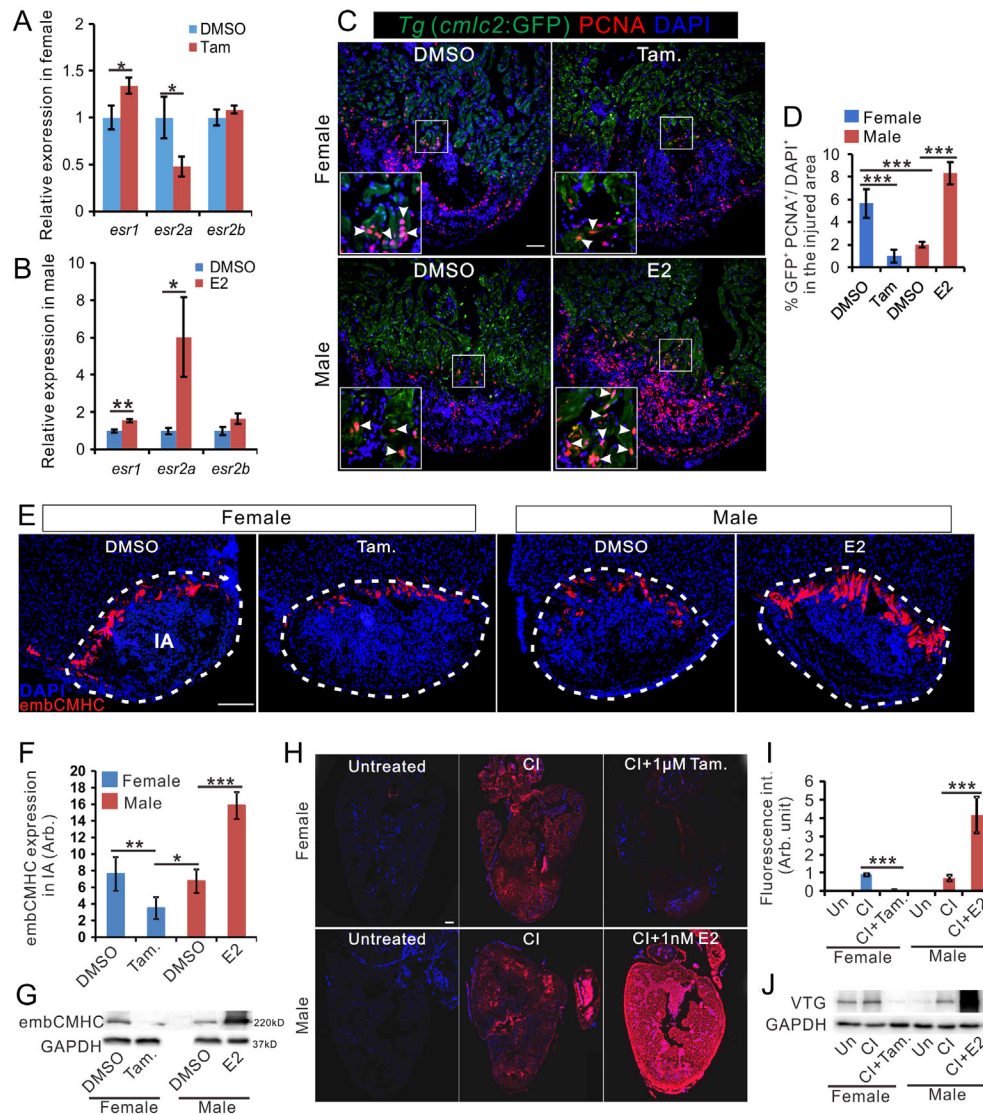 A
DMSO
Tam
Relative expression in female
2
1.5
1
0.5
0
*
*
esr1 esr2a esr2b
B
DMSO
E2
Relative expression in male
10
8
6
4
2
0
**
*
esr1 esr2a esr2b
C
Tg (cmlc2:GFP) PCNA DAPI
DMSO Tam.
Female
DMSO E2
Male
D
Female
Male
% GFP+ PCNA+/ DAPI+
in the injured area
10
8
6
4
2
0
*** *** ***
DMSO Tam DMSO E2
E
Female Male
DMSO Tam. DMSO E2
IA
DAPI
embCMHC
F
Female
Male
embCMHC expression
in IA (Arb.)
20
18
16
14
12
10
8
6
4
2
0
** * ***
DMSO Tam. DMSO E2
G
embCMHC 220kD
GAPDH 37kD
DMSO Tam. DMSO E2
Female Male
H
Untreated CI CI+1μM Tam.
Female
Untreated CI CI+1nM E2
Male
I
Fluorescence int.
(Arb. unit)
6
5
4
3
2
1
0
*** ***
Un CI CI+Tam. Un CI CI+E2
Female Male
J
VTG
GAPDH
Un CI CI+Tam. Un CI CI+E2
Female Male